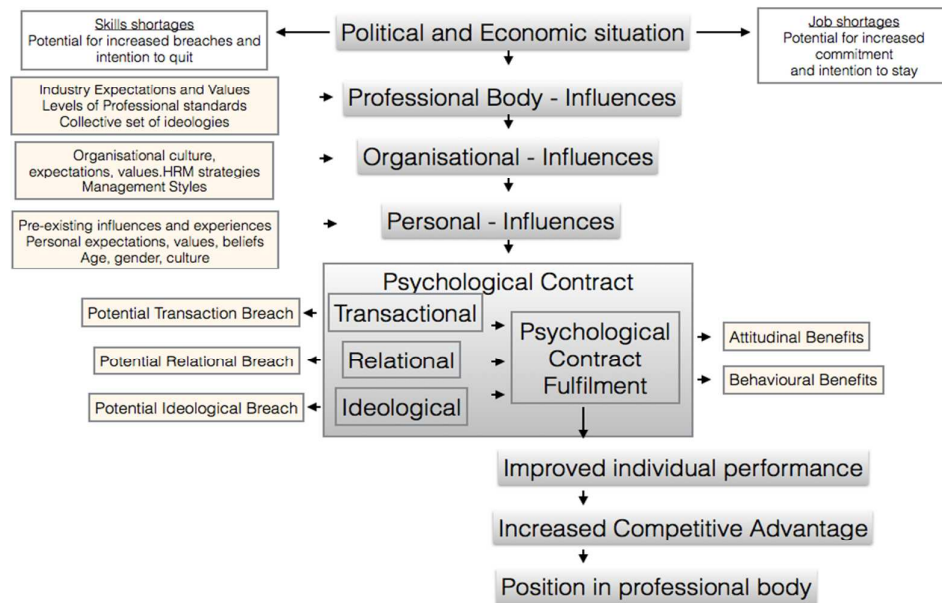 Skills shortages
Potential for increased breaches and
intention to quit
Political and Economic situation
Job shortages
Potential for increased
commitment
and intention to stay
Industry Expectations and Values
Levels of Professional standards
Collective set of ideologies
Professional Body - Influences
Organisational culture,
expectations, values.HRM strategies
Management Styles
Organisational - Influences
Pre-existing influences and experiences
Personal expectations, values, beliefs
Age, gender, culture
Personal - Influences
Psychological Contract
Potential Transaction Breach
Transactional
Potential Relational Breach
Relational
Potential Ideological Breach
Ideological
Psychological
Contract
Fulfilment
Attitudinal Benefits
Behavioural Benefits
Improved individual performance
Increased Competitive Advantage
Position in professional body